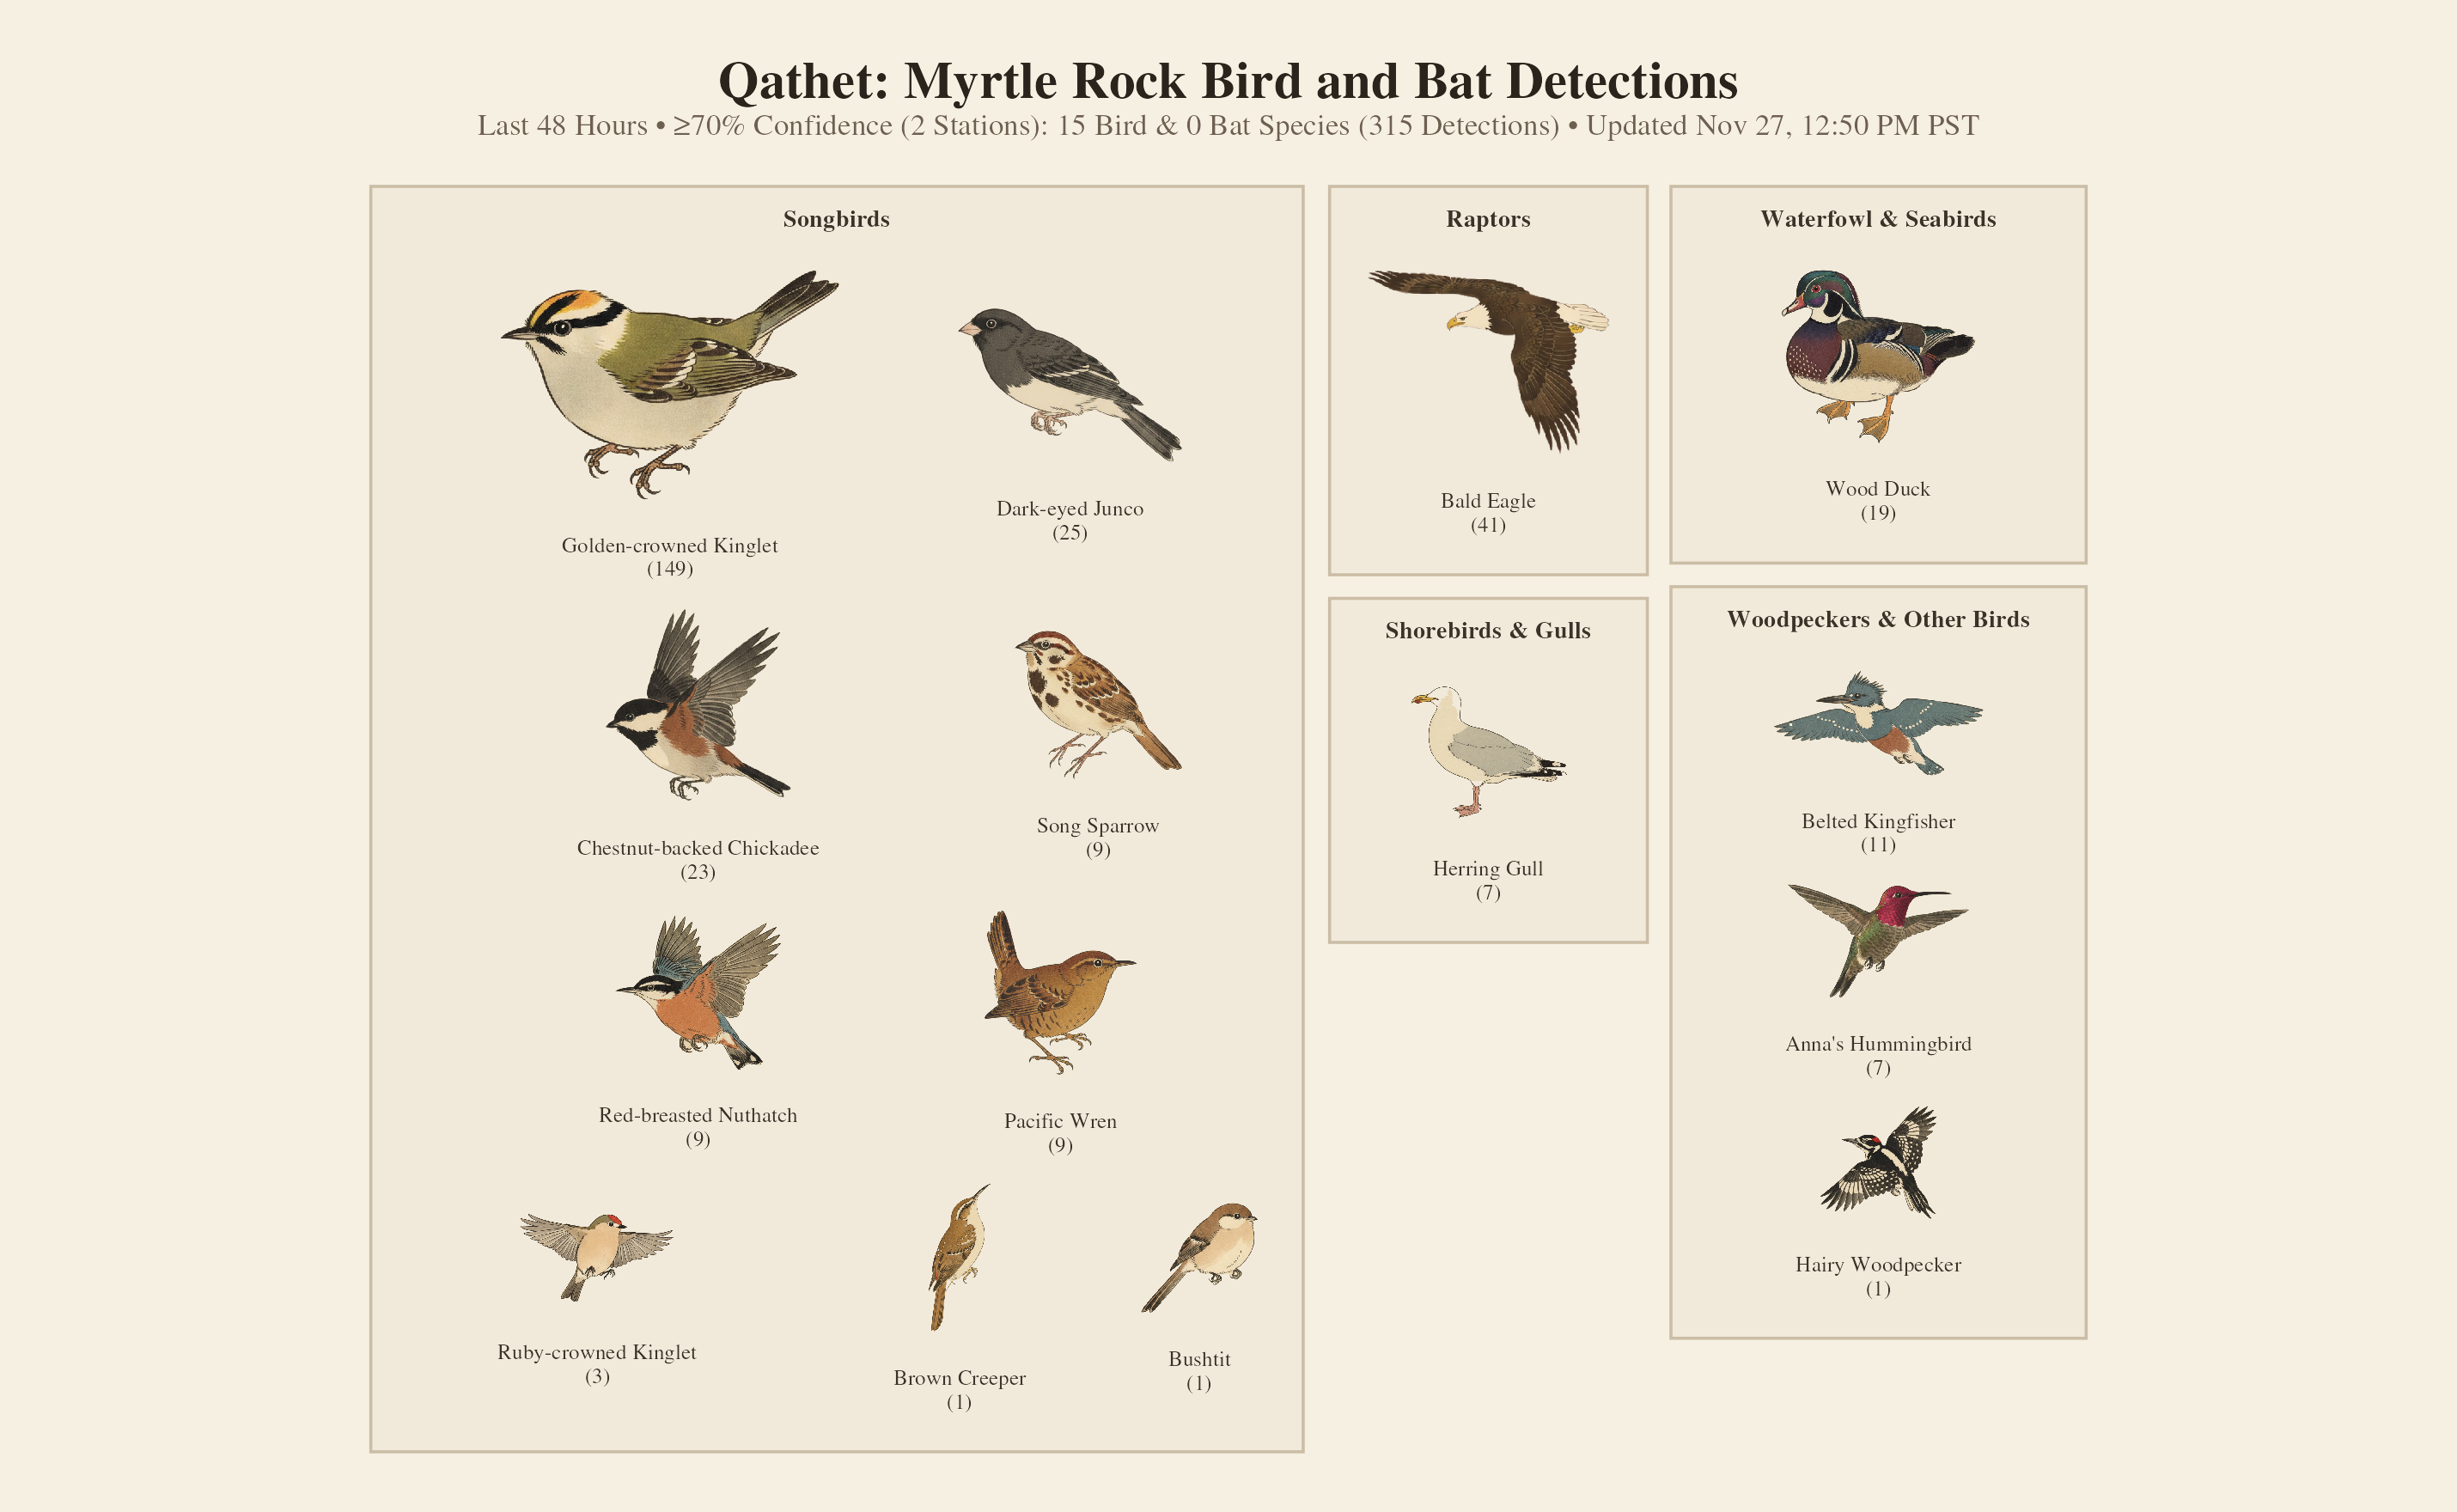 Qathet: Myrtle Rock Bird and Bat Detections
Last 48 Hours • ≥70% Confidence (2 Stations): 15 Bird & 0 Bat Species (315 Detections) • Updated Nov 27, 12:50 PM PST
Songbirds
Golden-crowned Kinglet
(149)
Dark-eyed Junco
(25)
Chestnut-backed Chickadee
(23)
Song Sparrow
(9)
Red-breasted Nuthatch
(9)
Pacific Wren
(9)
Ruby-crowned Kinglet
(3)
Brown Creeper
(1)
Bushtit
(1)
Raptors
Bald Eagle
(41)
Shorebirds & Gulls
Herring Gull
(7)
Waterfowl & Seabirds
Wood Duck
(19)
Woodpeckers & Other Birds
Belted Kingfisher
(11)
Anna's Hummingbird
(7)
Hairy Woodpecker
(1)